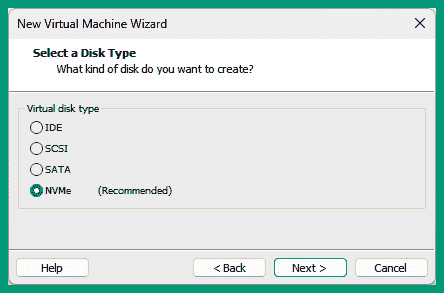 New Virtual Machine Wizard
Select a Disk Type
What kind of disk do you want to create?
Virtual disk type
IDE
SCSI
SATA
NVMe (Recommended)
Help < Back Next > Cancel